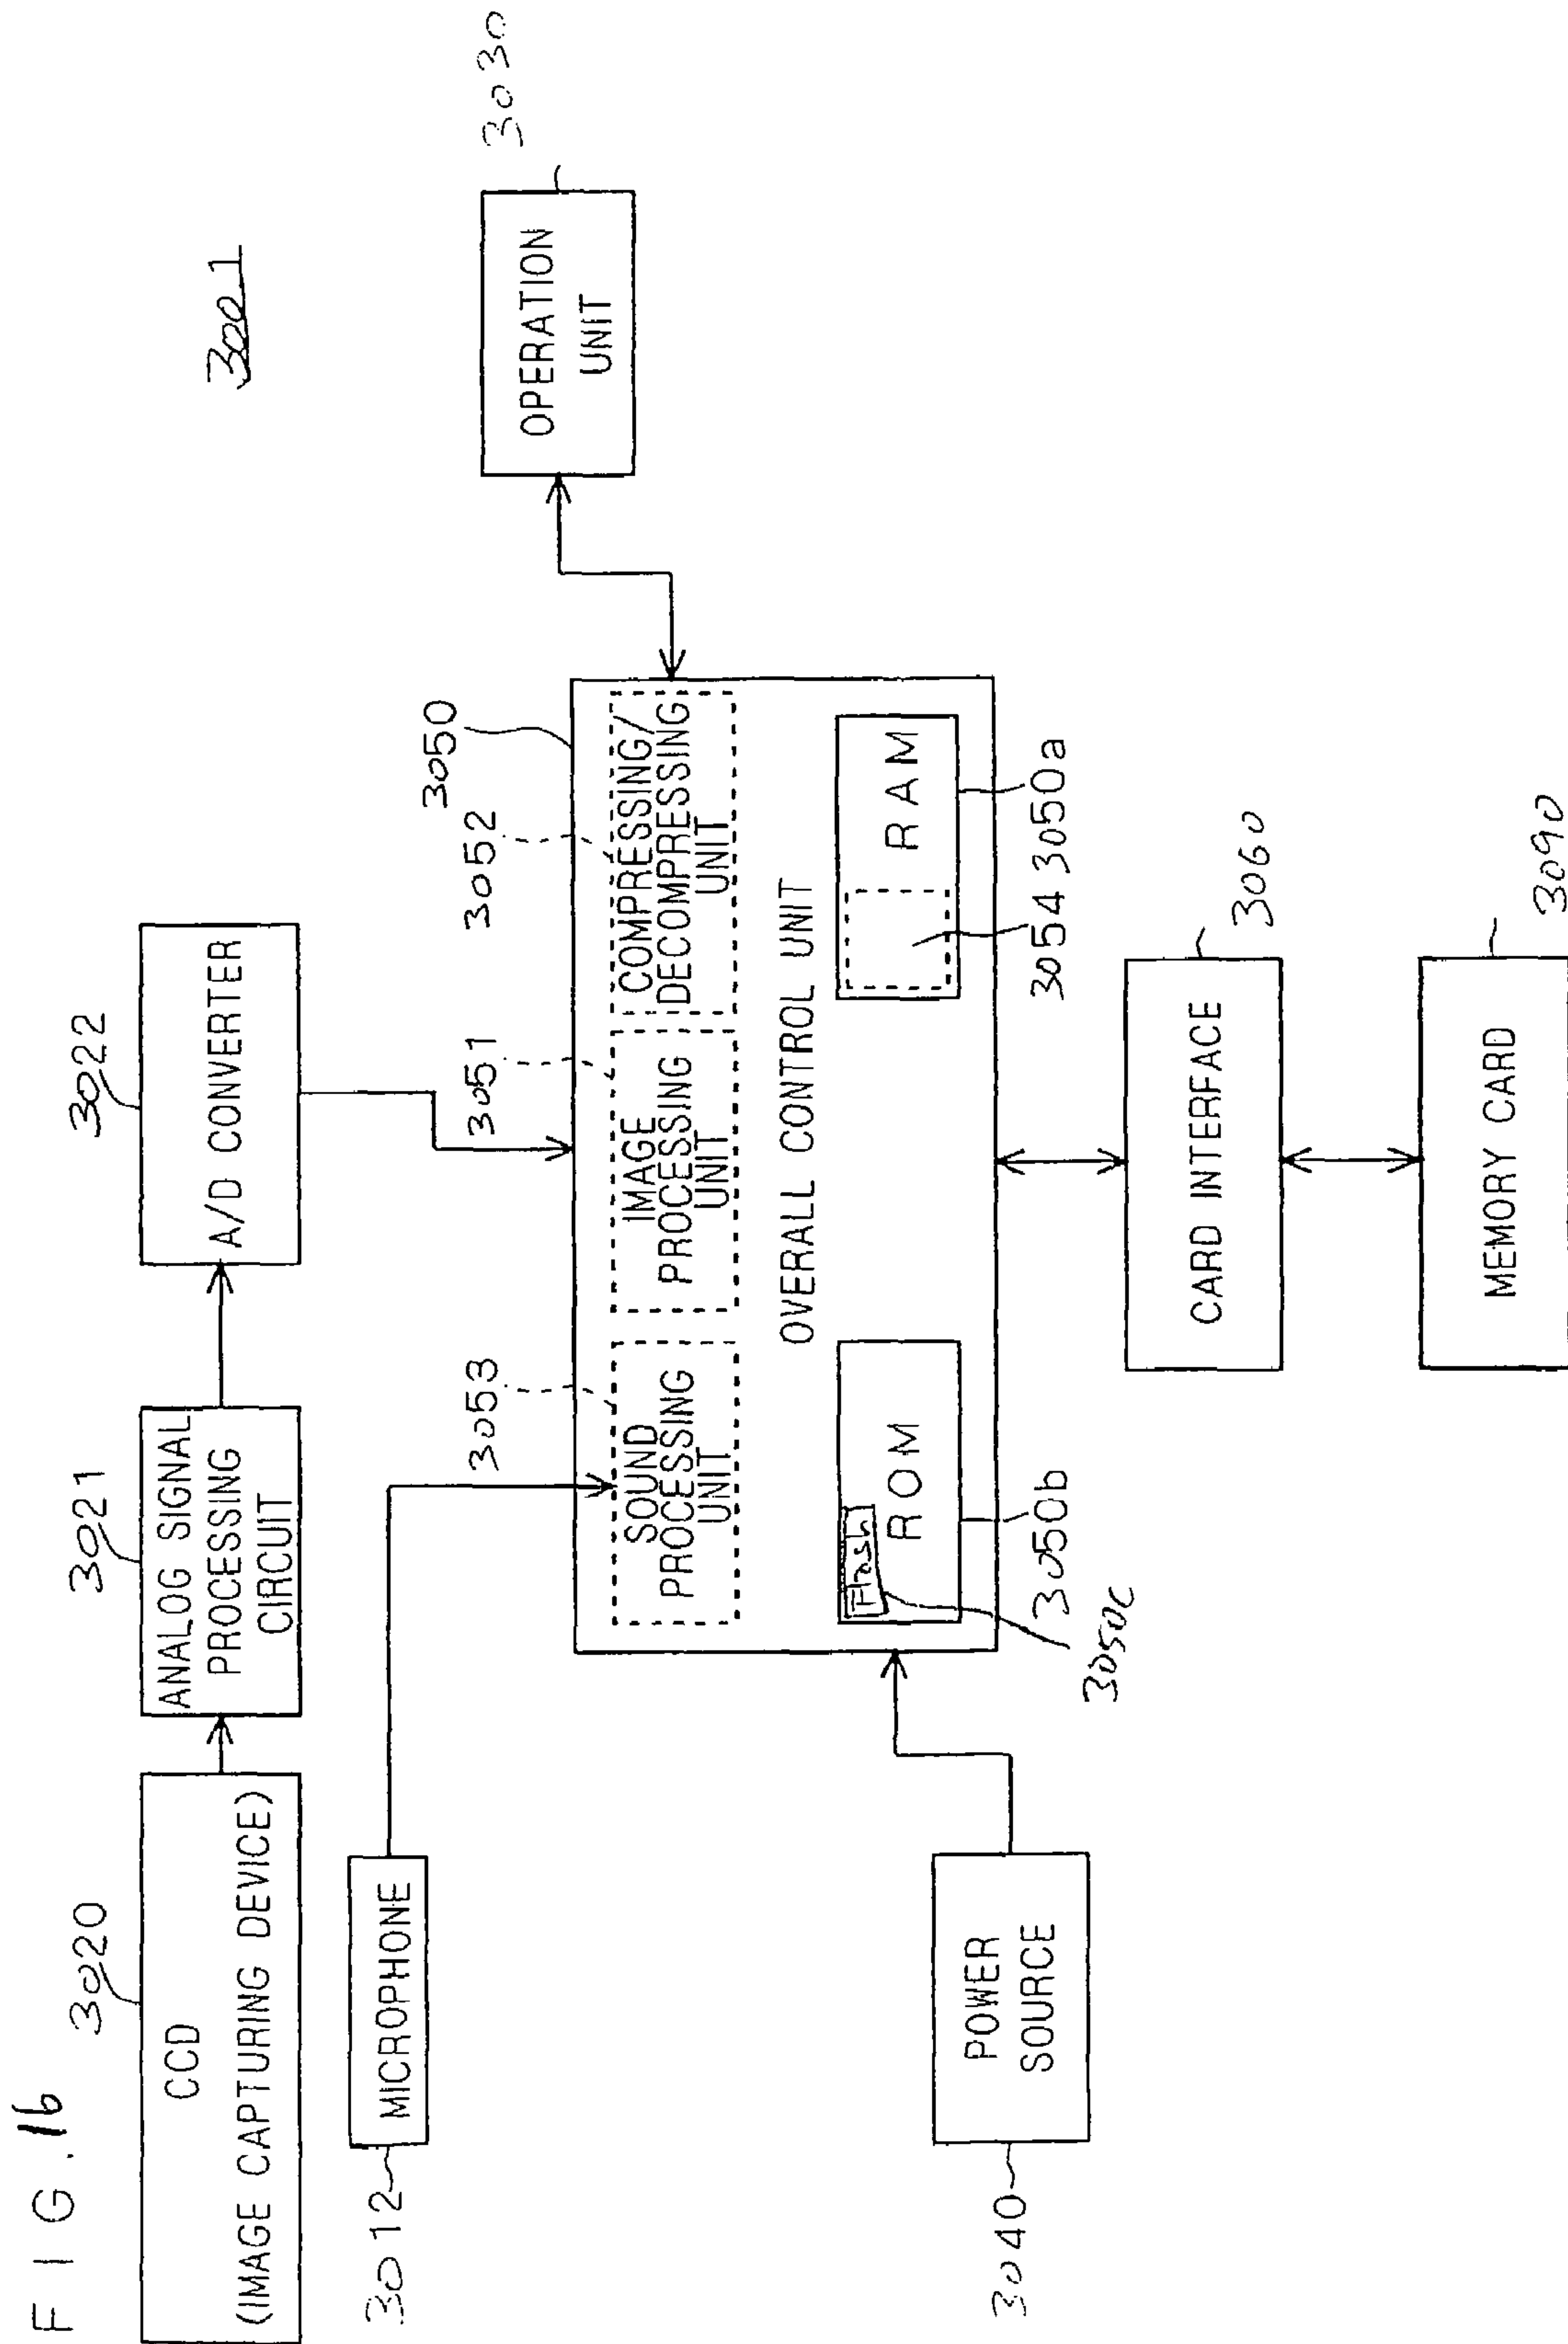 FIG. 16
3001
3020
CCD
(IMAGE CAPTURING DEVICE)
3021
ANALOG SIGNAL
PROCESSING
CIRCUIT
3022
A/D CONVERTER
3012
MICROPHONE
3030
OPERATION
UNIT
3050
3053
SOUND
PROCESSING
UNIT
3051
IMAGE
PROCESSING
UNIT
3052
COMPRESSING/
DECOMPRESSING
UNIT
OVERALL CONTROL UNIT
Flash
ROM
3050b
3050c
RAM
3054
3050a
3040
POWER
SOURCE
CARD INTERFACE
3060
MEMORY CARD
3090